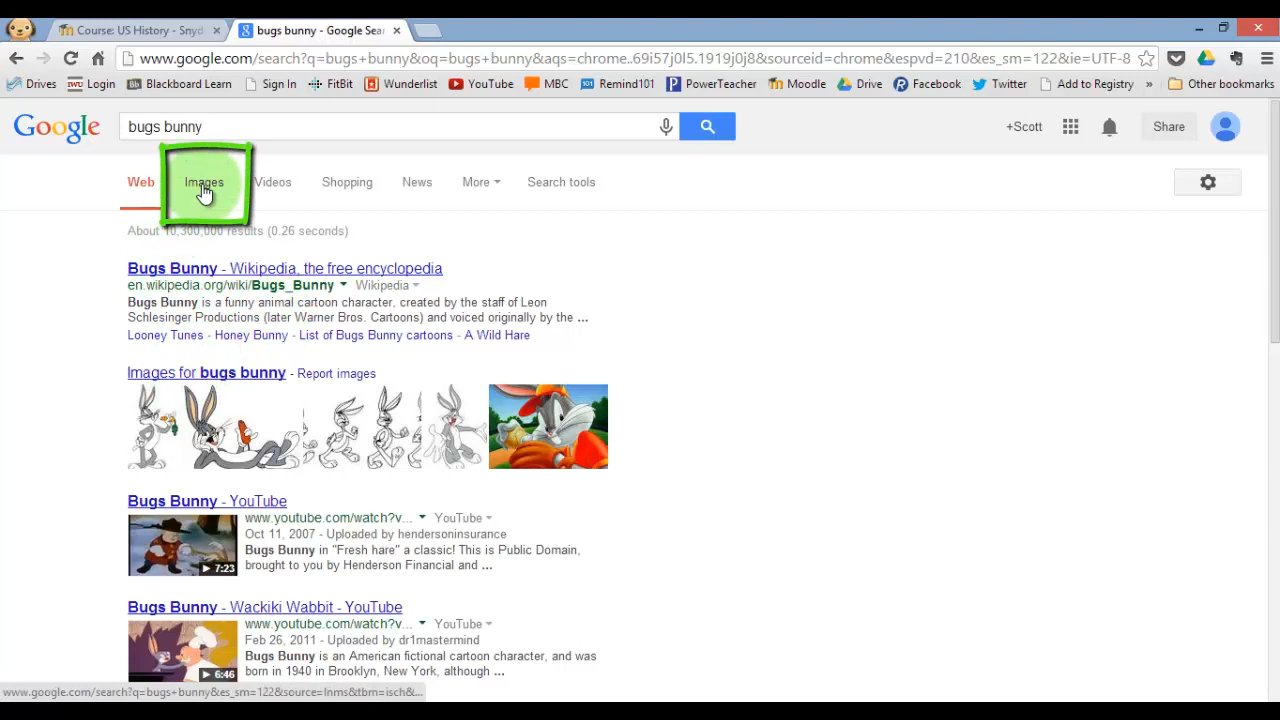 Course: US History - Snyd
bugs bunny - Google Sea
www.google.com/search?q=bugs+bunny&oq=bugs+bunny&aqs=chrome..69i57j0l5.1919j0j8&sourceid=chrome&espvd=210&es_sm=122&ie=UTF-8
Drives Login Blackboard Learn Sign In FitBit Wunderlist YouTube MBC Remind101 PowerTeacher Moodle Drive Facebook Twitter Add to Registry » Other bookmarks
Google bugs bunny +Scott Share
Web Images Videos Shopping News More Search tools
About 10,300,000 results (0.26 seconds)
Bugs Bunny - Wikipedia, the free encyclopedia
en.wikipedia.org/wiki/Bugs_Bunny Wikipedia
Bugs Bunny is a funny animal cartoon character, created by the staff of Leon
Schlesinger Productions (later Warner Bros. Cartoons) and voiced originally by the ...
Looney Tunes - Honey Bunny - List of Bugs Bunny cartoons - A Wild Hare
Images for bugs bunny - Report images
Bugs Bunny - YouTube
www.youtube.com/watch?v... YouTube
Oct 11, 2007 - Uploaded by hendersoninsurance
Bugs Bunny in "Fresh hare" a classic! This is Public Domain,
brought to you by Henderson Financial and ...
7:23
Bugs Bunny - Wackiki Wabbit - YouTube
www.youtube.com/watch?v... YouTube
Feb 26, 2011 - Uploaded by dr1mastermind
Bugs Bunny is an American fictional cartoon character, and was
born in 1940 in Brooklyn, New York, although ...
6:46
www.google.com/search?q=bugs+bunny&es_sm=122&source=lnms&tbm=isch&...